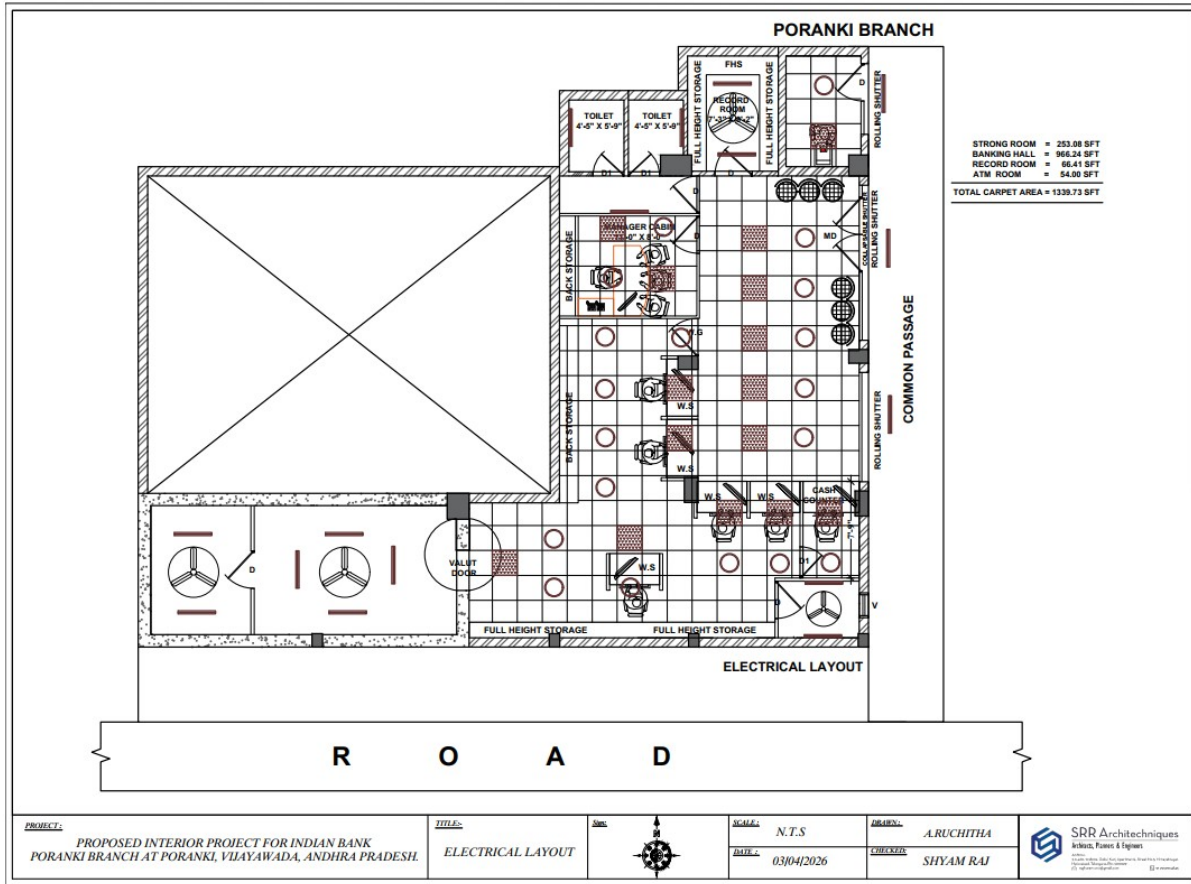 PORANKI BRANCH
FHS
FULL HEIGHT STORAGE
FULL HEIGHT STORAGE
RECORD
ROOM
D
ROLLING SHUTTER
TOILET
4'-5" X 5'-9"
TOILET
4'-5" X 5'-9"
D1
D1
D
STRONG ROOM = 253.08 SFT
BANKING HALL = 966.24 SFT
RECORD ROOM = 66.41 SFT
ATM ROOM = 54.00 SFT
TOTAL CARPET AREA = 1339.73 SFT
D
MANAGER CABIN
D
BACK STORAGE
MD
COLLAPSABLE SHUTTER
ROLLING SHUTTER
W.G
COMMON PASSAGE
BACK STORAGE
W.S
W.S
ROLLING SHUTTER
W.S
W.S
CASH
COUNTER
D
VALUT
DOOR
W.S
D1
D
V
FULL HEIGHT STORAGE
FULL HEIGHT STORAGE
ELECTRICAL LAYOUT
R O A D
PROJECT:
PROPOSED INTERIOR PROJECT FOR INDIAN BANK
PORANKI BRANCH AT PORANKI, VIJAYAWADA, ANDHRA PRADESH.
TITLE:-
ELECTRICAL LAYOUT
Sign:
SCALE:
N.T.S
DATE :
03|04|2026
DRAWN:
A.RUCHITHA
CHECKED:
SHYAM RAJ
SRR Architechniques
Architects, Planners & Engineers